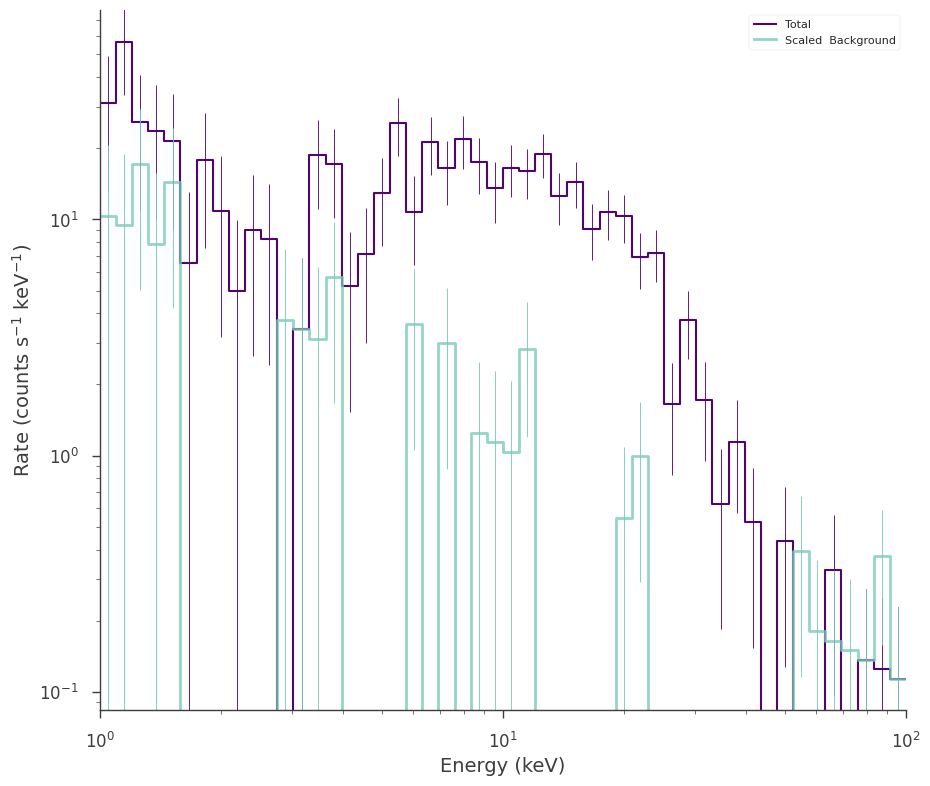 Total
Scaled  Background
Rate (counts s⁻¹ keV⁻¹)
10¹
10⁰
10⁻¹
10⁰
10¹
10²
Energy (keV)